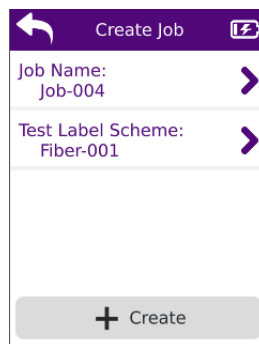 Create Job
Job Name:
Job-004
Test Label Scheme:
Fiber-001
Create